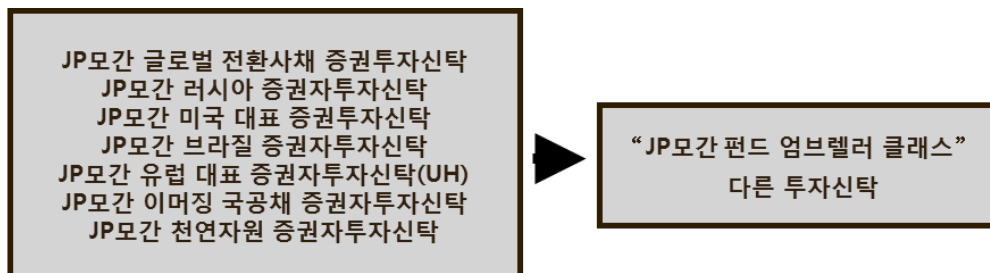 JP모간 글로벌 전환사채 증권투자신탁
JP모간 러시아 증권자투자신탁
JP모간 미국 대표 증권투자신탁
JP모간 브라질 증권자투자신탁
JP모간 유럽 대표 증권자투자신탁(UH)
JP모간 이머징 국공채 증권자투자신탁
JP모간 천연자원 증권자투자신탁
“JP모간 펀드 엄브렐러 클래스”
다른 투자신탁